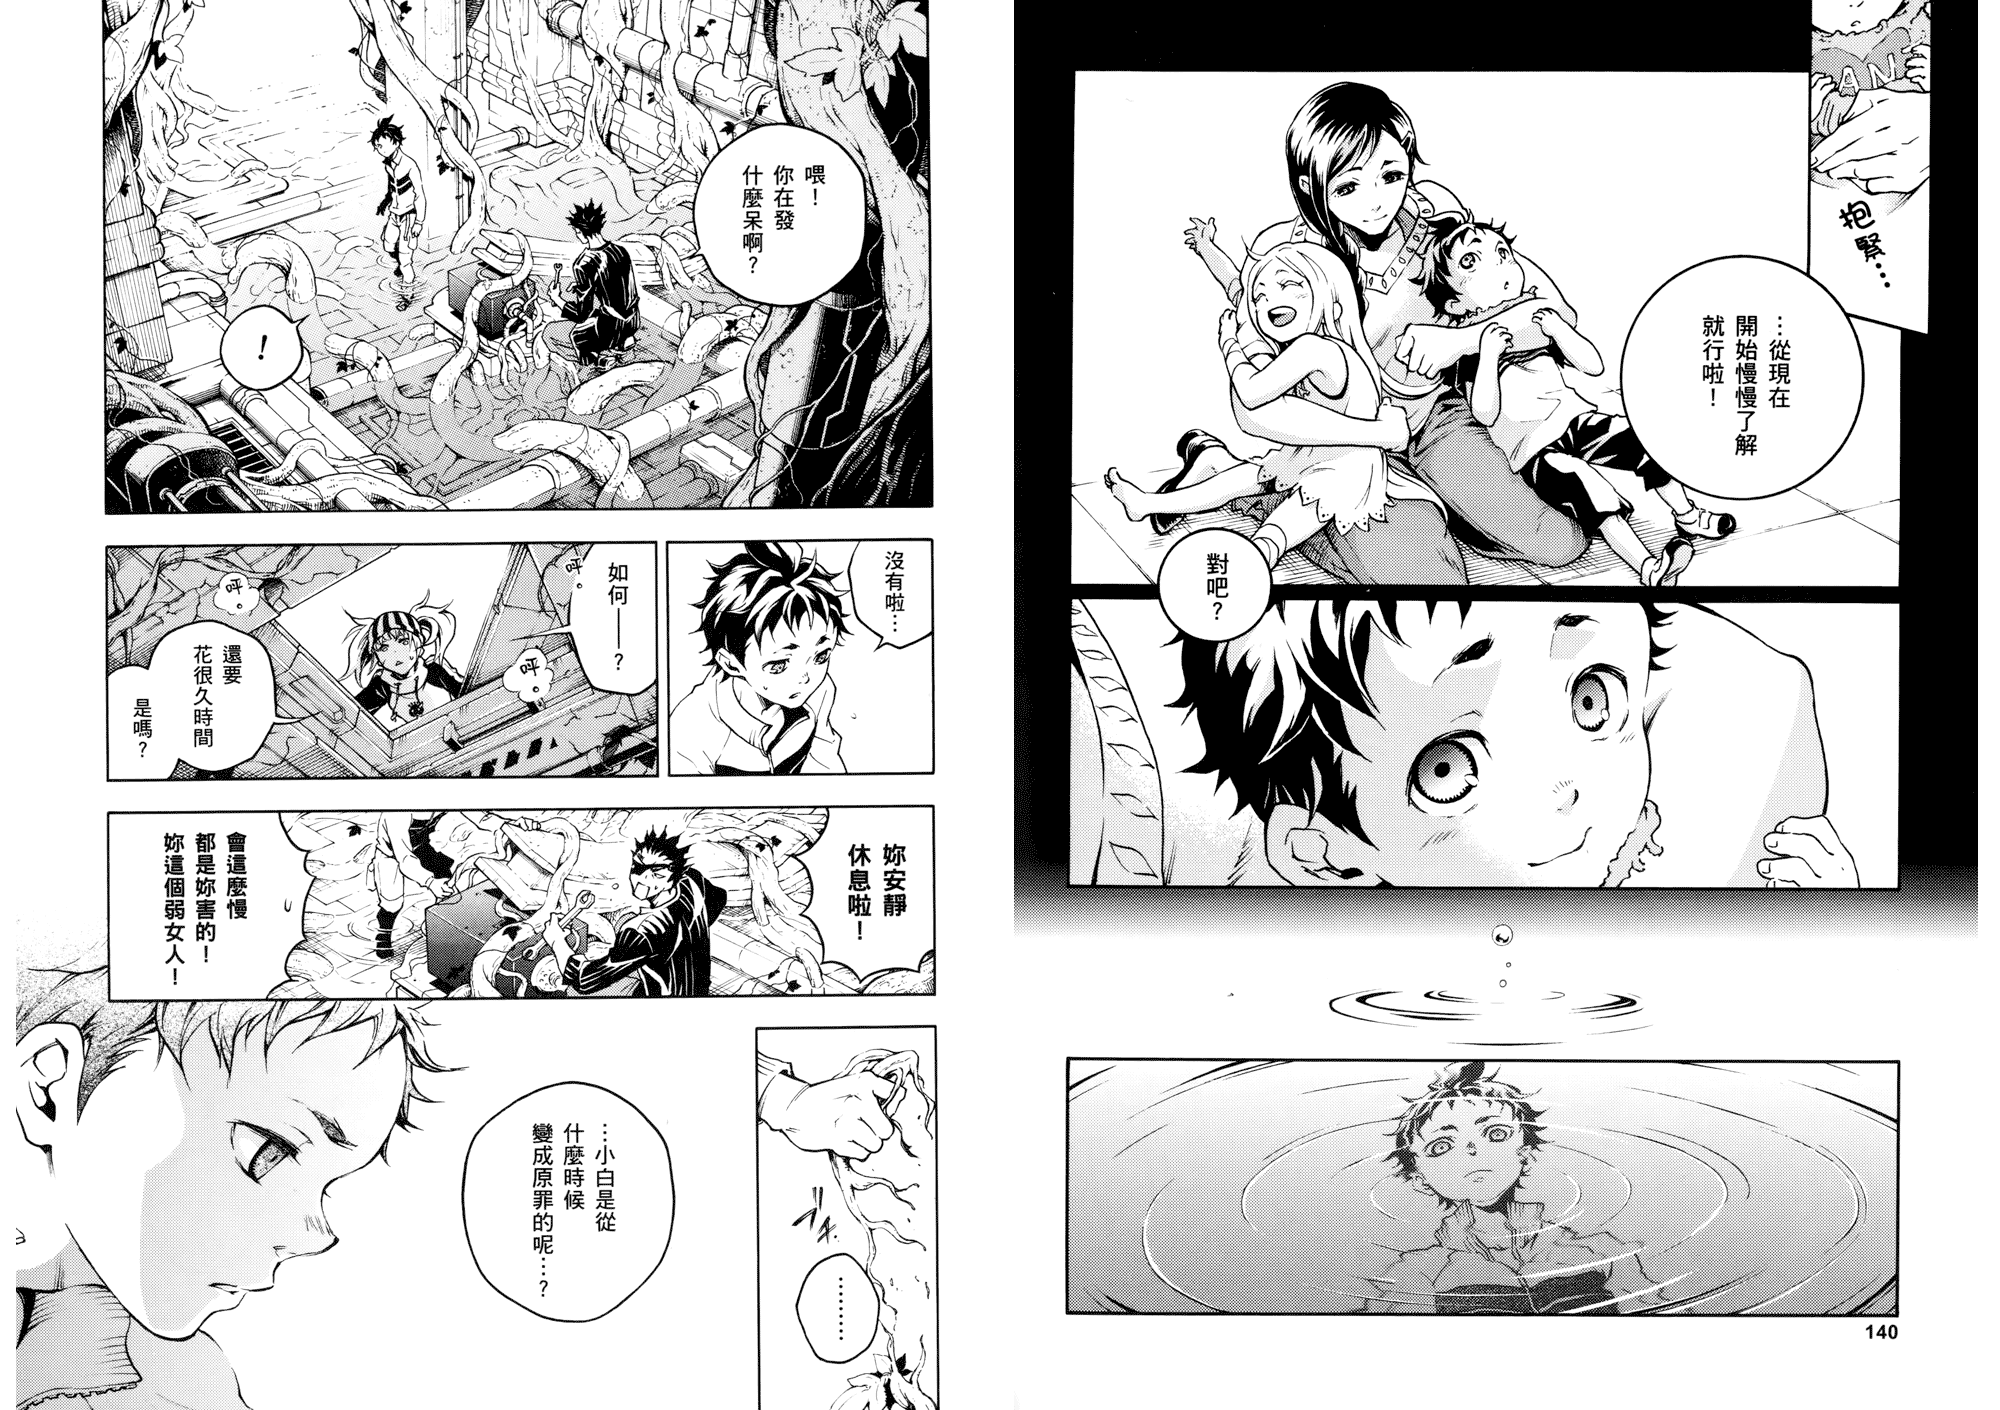 AN
抱緊…
…從現在
開始慢慢了解
就行啦！
對吧？
140
喂！
你在發
什麼呆啊？
！
沒有啦…
如何——？
呼。
呼。
呼。
還要
花很久時間
是嗎？
妳安靜
休息啦！
會這麼慢
都是妳害的！
妳這個弱女人！
………
…小白是從
什麼時候
變成原罪的呢…？